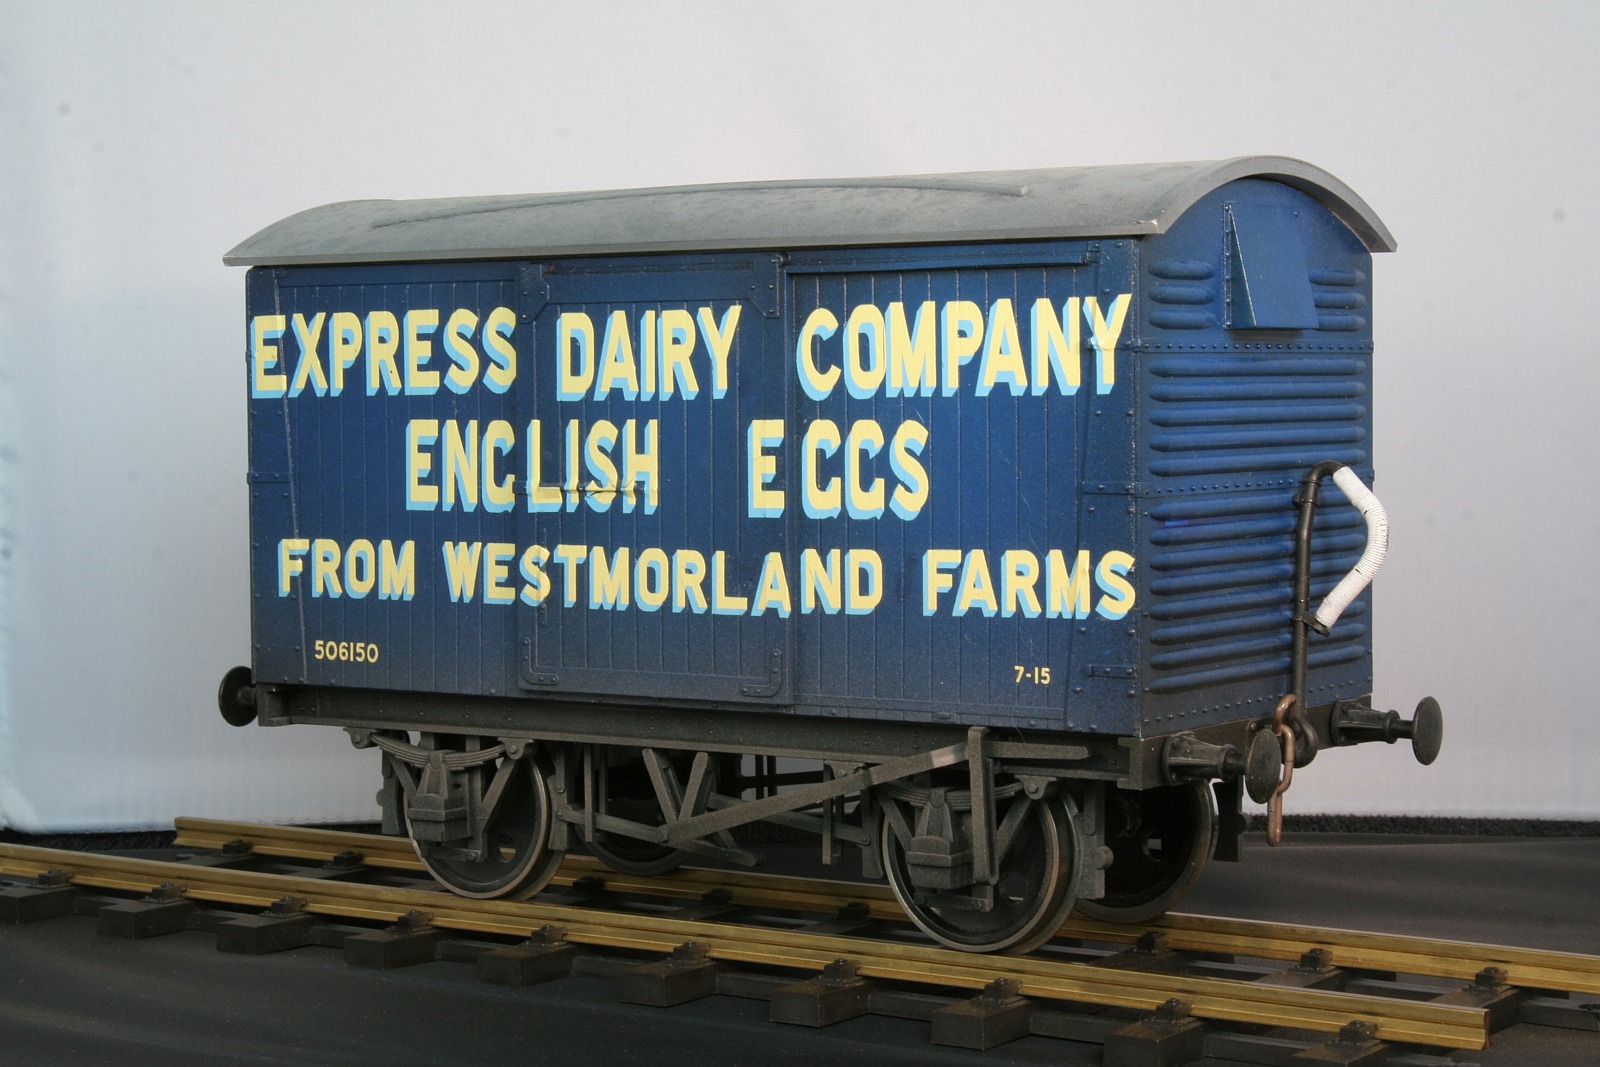 EXPRESS DAIRY COMPANY
ENGLISH EGGS
FROM WESTMORLAND FARMS
506150
7-15